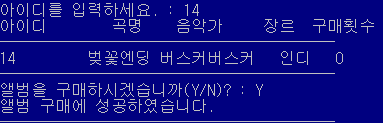 아이디를 입력하세요. : 14
아이디 곡명 음악가 장르 구매횟수
14 벚꽃엔딩 버스커버스커 인디 0
앨범을 구매하시겠습니까(Y/N)? : Y
앨범 구매에 성공하였습니다.